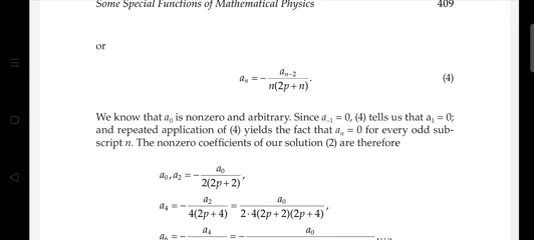 Some Special Functions of Mathematical Physics 409
or
aₙ = − aₙ₋₂ / n(2p + n). (4)
We know that a₀ is nonzero and arbitrary. Since a₋₁ = 0, (4) tells us that a₁ = 0;
and repeated application of (4) yields the fact that aₙ = 0 for every odd sub-
script n. The nonzero coefficients of our solution (2) are therefore
a₀, a₂ = − a₀ / 2(2p + 2),
a₄ = − a₂ / 4(2p + 4) = a₀ / 2·4(2p + 2)(2p + 4),
a₆ = − a₄ = − a₀